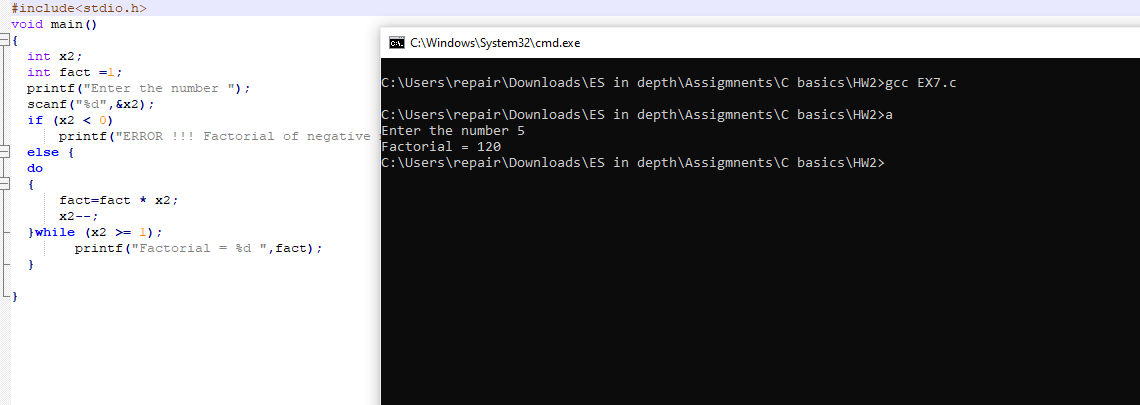 #include<stdio.h>
void main()
{
int x2;
int fact =1;
printf("Enter the number ");
scanf("%d",&x2);
if (x2 < 0)
printf("ERROR !!! Factorial of negative
else {
do
{
fact=fact * x2;
x2--;
}while (x2 >= 1);
printf("Factorial = %d ",fact);
}
}
C:\Windows\System32\cmd.exe
C:\Users\repair\Downloads\ES in depth\Assigmnents\C basics\HW2>gcc EX7.c
C:\Users\repair\Downloads\ES in depth\Assigmnents\C basics\HW2>a
Enter the number 5
Factorial = 120
C:\Users\repair\Downloads\ES in depth\Assigmnents\C basics\HW2>